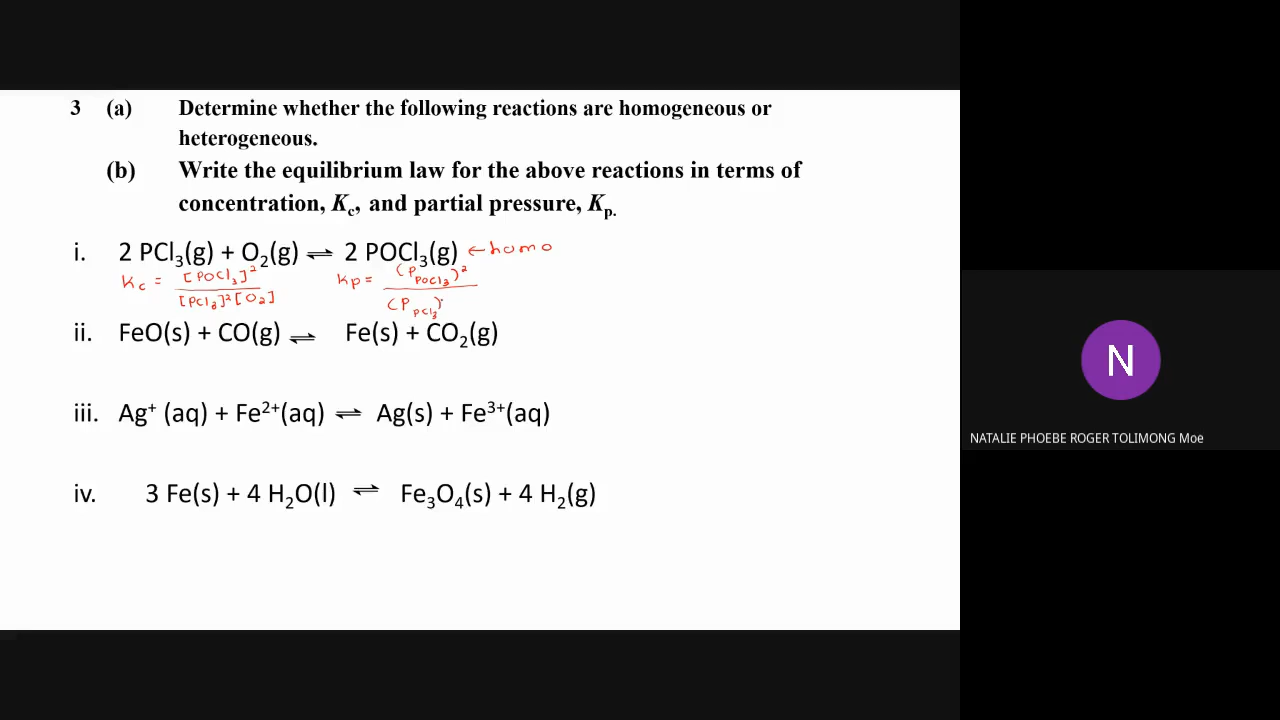 3 (a) Determine whether the following reactions are homogeneous or
heterogeneous.
(b) Write the equilibrium law for the above reactions in terms of
concentration, Kc, and partial pressure, Kp.
i. 2 PCl₃(g) + O₂(g) ⇌ 2 POCl₃(g) ← homo
Kc = [POCl₃]² / [PCl₃]² [O₂] Kp = (P POCl₃)² / (P PCl₃)
ii. FeO(s) + CO(g) ⇌ Fe(s) + CO₂(g)
iii. Ag⁺ (aq) + Fe²⁺(aq) ⇌ Ag(s) + Fe³⁺(aq)
iv. 3 Fe(s) + 4 H₂O(l) ⇌ Fe₃O₄(s) + 4 H₂(g)
N
NATALIE PHOEBE ROGER TOLIMONG Moe